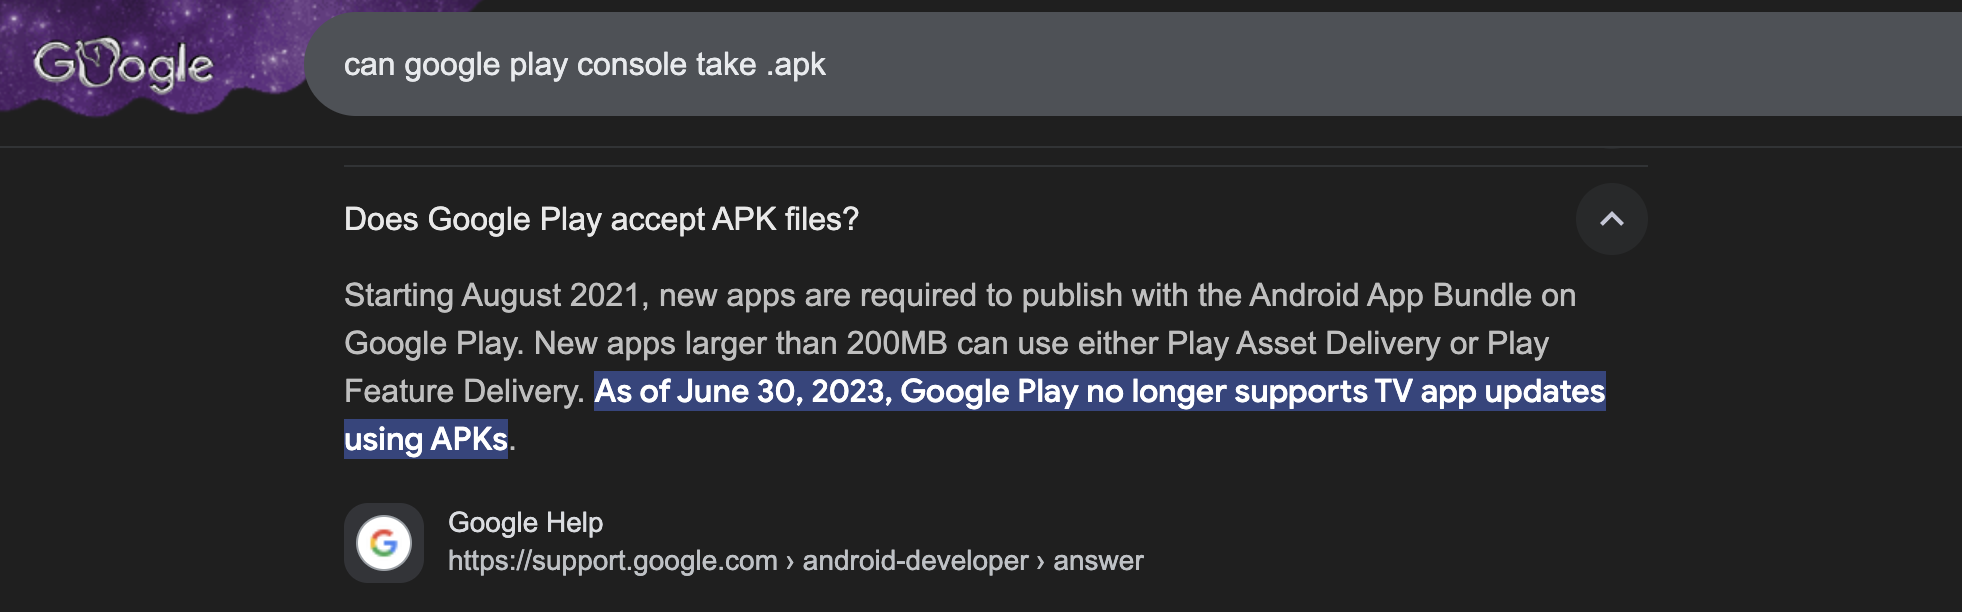 Google
can google play console take .apk
Does Google Play accept APK files?
Starting August 2021, new apps are required to publish with the Android App Bundle on
Google Play. New apps larger than 200MB can use either Play Asset Delivery or Play
Feature Delivery. As of June 30, 2023, Google Play no longer supports TV app updates
using APKs.
Google Help
https://support.google.com › android-developer › answer